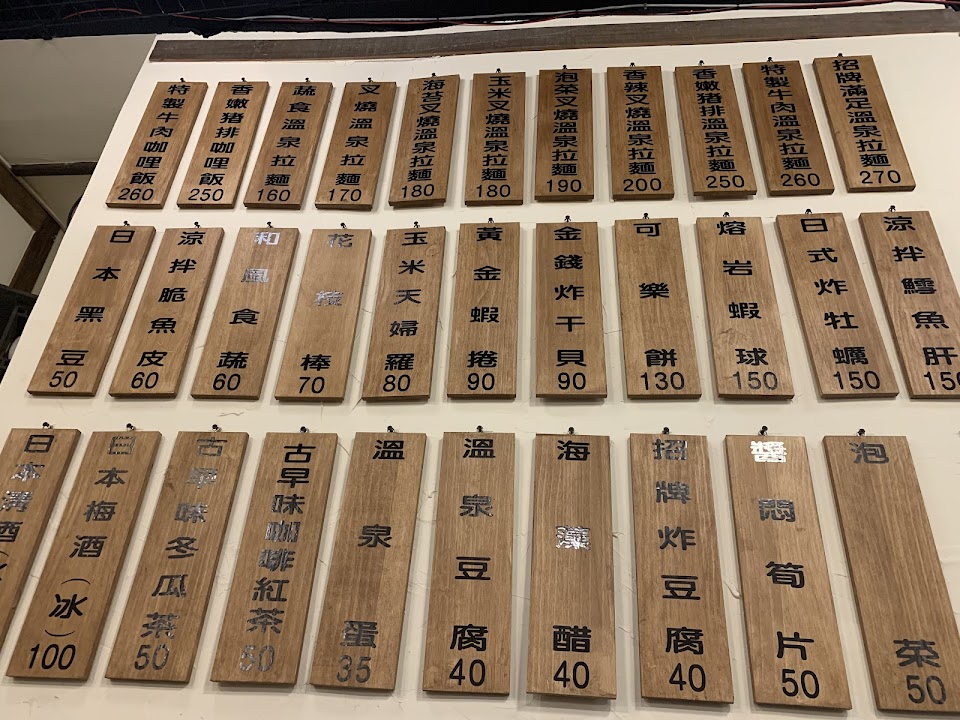 招牌滿足溫泉拉麵
270
特製牛肉溫泉拉麵
260
香嫩豬排溫泉拉麵
250
香辣叉燒溫泉拉麵
200
泡菜叉燒溫泉拉麵
190
玉米叉燒溫泉拉麵
180
海苔叉燒溫泉拉麵
180
叉燒溫泉拉麵
170
蔬食溫泉拉麵
160
香嫩豬排咖哩飯
250
特製牛肉咖哩飯
260
涼拌鱈魚肝
150
日式炸牡蠣
150
熔岩蝦球
150
可樂餅
130
金錢炸干貝
90
黃金蝦捲
90
玉米天婦羅
80
花枝棒
70
和風食蔬
60
涼拌脆魚皮
60
日本黑豆
50
泡菜
50
醬悶筍片
50
招牌炸豆腐
40
海藻醋
40
溫泉豆腐
40
溫泉蛋
35
古早味咖啡紅茶
古早味冬瓜茶
50
日本梅酒(冰)
100
日本清酒(